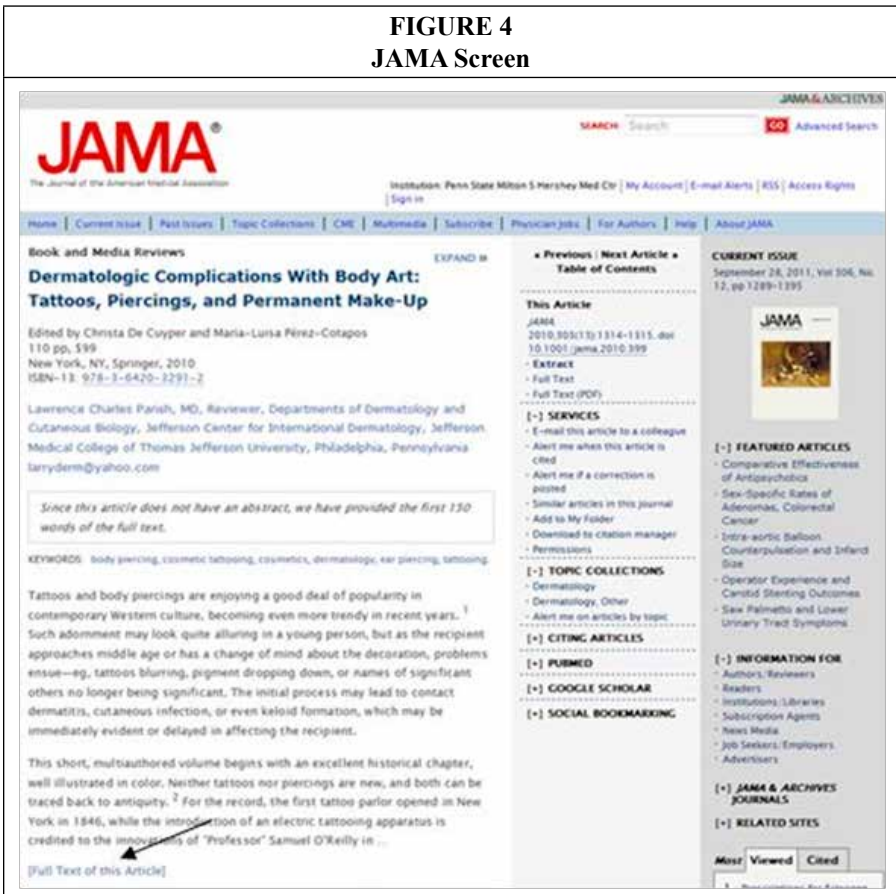 FIGURE 4
JAMA Screen
JAMA & ARCHIVES
JAMA®
The Journal of the American Medical Association
SEARCH: Search GO Advanced Search
Institution: Penn State Milton S Hershey Med Ctr | My Account | E-mail Alerts | RSS | Access Rights
| Sign in
Home | Current Issue | Past Issues | Topic Collections | CME | Multimedia | Subscribe | Physician Jobs | For Authors | Help | About JAMA
Book and Media Reviews
EXPAND
Dermatologic Complications With Body Art:
Tattoos, Piercings, and Permanent Make-Up
Edited by Christa De Cuyper and Maria-Luisa Pérez-Cotapos
110 pp, $99
New York, NY, Springer, 2010
ISBN-13: 978-3-6420-3291-2
Lawrence Charles Parish, MD, Reviewer, Departments of Dermatology and
Cutaneous Biology, Jefferson Center for International Dermatology, Jefferson
Medical College of Thomas Jefferson University, Philadelphia, Pennsylvania
larryderm@yahoo.com
Since this article does not have an abstract, we have provided the first 150
words of the full text.
KEYWORDS: body piercing, cosmetic tattooing, cosmetics, dermatology, ear piercing, tattooing.
Tattoos and body piercings are enjoying a good deal of popularity in
contemporary Western culture, becoming even more trendy in recent years. 1
Such adornment may look quite alluring in a young person, but as the recipient
approaches middle age or has a change of mind about the decoration, problems
ensue—eg, tattoos blurring, pigment dropping down, or names of significant
others no longer being significant. The initial process may lead to contact
dermatitis, cutaneous infection, or even keloid formation, which may be
immediately evident or delayed in affecting the recipient.
This short, multiauthored volume begins with an excellent historical chapter,
well illustrated in color. Neither tattoos nor piercings are new, and both can be
traced back to antiquity. 2 For the record, the first tattoo parlor opened in New
York in 1846, while the introduction of an electric tattooing apparatus is
credited to the innovations of "Professor" Samuel O'Reilly in ...
[Full Text of this Article]
« Previous | Next Article »
Table of Contents
This Article
JAMA
2010;303(13):1314-1315. doi:
10.1001/jama.2010.399
· Extract
· Full Text
· Full Text (PDF)
[-] SERVICES
· E-mail this article to a colleague
· Alert me when this article is
cited
· Alert me if a correction is
posted
· Similar articles in this journal
· Add to My Folder
· Download to citation manager
· Permissions
[-] TOPIC COLLECTIONS
· Dermatology
· Dermatology, Other
· Alert me on articles by topic
[+] CITING ARTICLES
[+] PUBMED
[+] GOOGLE SCHOLAR
[+] SOCIAL BOOKMARKING
CURRENT ISSUE
September 28, 2011, Vol 306, No.
12, pp 1289-1395
JAMA
[-] FEATURED ARTICLES
· Comparative Effectiveness
of Antipsychotics
· Sex-Specific Rates of
Adenomas, Colorectal
Cancer
· Intra-aortic Balloon
Counterpulsation and Infarct
Size
· Operator Experience and
Carotid Stenting Outcomes
· Saw Palmetto and Lower
Urinary Tract Symptoms
[-] INFORMATION FOR
· Authors/Reviewers
· Readers
· Institutions/Libraries
· Subscription Agents
· News Media
· Job Seekers/Employers
· Advertisers
[+] JAMA & ARCHIVES
JOURNALS
[+] RELATED SITES
Most Viewed Cited